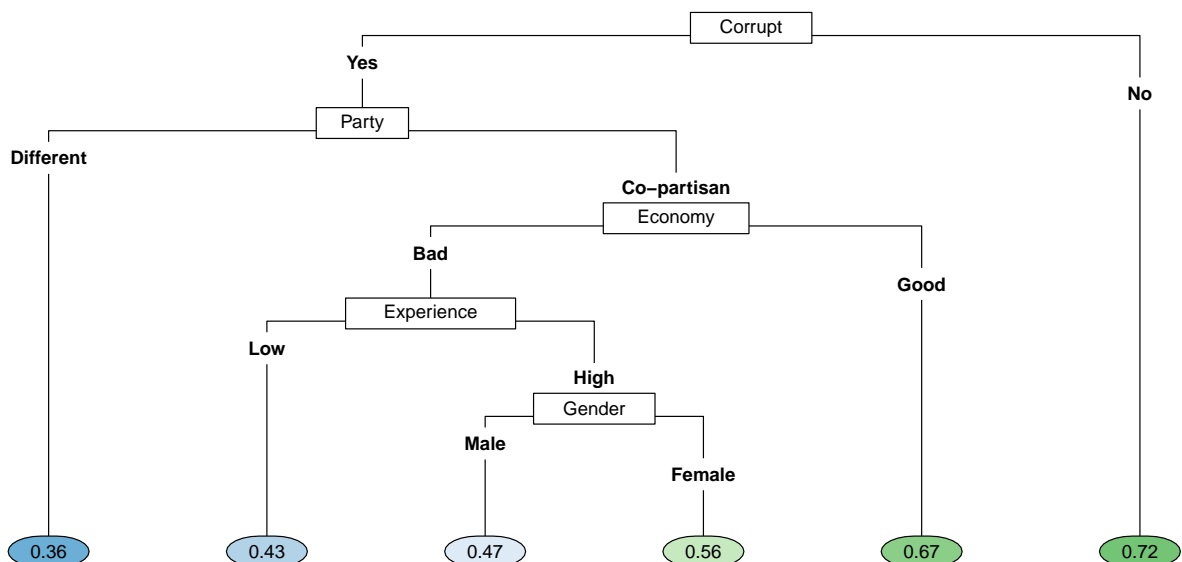 Corrupt
Yes
No
Party
Different
Co−partisan
Economy
Bad
Good
Experience
Low
High
Gender
Male
Female
0.36
0.43
0.47
0.56
0.67
0.72